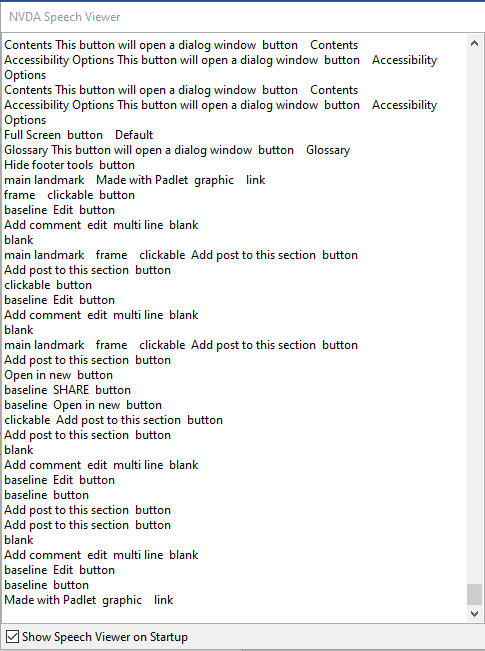 NVDA Speech Viewer
Contents This button will open a dialog window  button    Contents
Accessibility Options This button will open a dialog window  button    Accessibility
Options
Contents This button will open a dialog window  button    Contents
Accessibility Options This button will open a dialog window  button    Accessibility
Options
Full Screen  button    Default
Glossary This button will open a dialog window  button    Glossary
Hide footer tools  button
main landmark    Made with Padlet  graphic    link
frame    clickable  button
baseline  Edit  button
Add comment  edit  multi line  blank
blank
main landmark    frame    clickable  Add post to this section  button
Add post to this section  button
clickable  button
baseline  Edit  button
Add comment  edit  multi line  blank
blank
main landmark    frame    clickable  Add post to this section  button
Add post to this section  button
Open in new  button
baseline  SHARE  button
baseline  Open in new  button
clickable  Add post to this section  button
Add post to this section  button
blank
Add comment  edit  multi line  blank
baseline  Edit  button
baseline  button
Add post to this section  button
Add post to this section  button
blank
Add comment  edit  multi line  blank
baseline  Edit  button
baseline  button
Made with Padlet  graphic    link
Show Speech Viewer on Startup